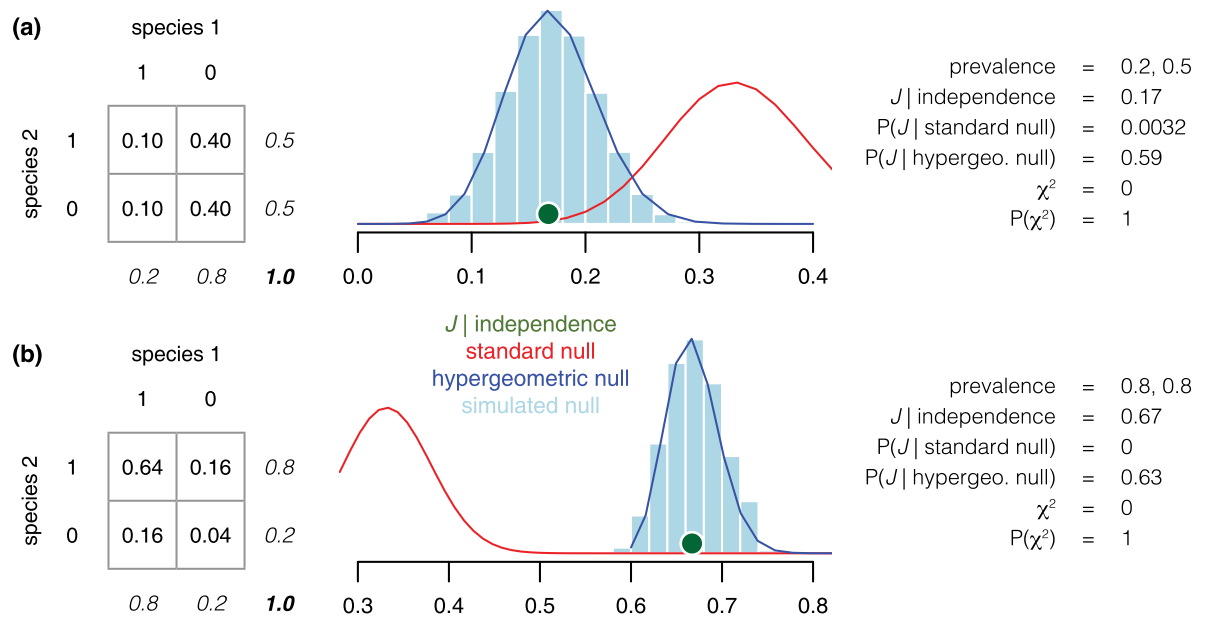 (a)
species 1
1 0
species 2
1 0.10 0.40 0.5
0 0.10 0.40 0.5
0.2 0.8 1.0
0.0 0.1 0.2 0.3 0.4
prevalence = 0.2, 0.5
J | independence = 0.17
P(J | standard null) = 0.0032
P(J | hypergeo. null) = 0.59
χ² = 0
P(χ²) = 1
J | independence
standard null
hypergeometric null
simulated null
(b)
species 1
1 0
species 2
1 0.64 0.16 0.8
0 0.16 0.04 0.2
0.8 0.2 1.0
0.3 0.4 0.5 0.6 0.7 0.8
prevalence = 0.8, 0.8
J | independence = 0.67
P(J | standard null) = 0
P(J | hypergeo. null) = 0.63
χ² = 0
P(χ²) = 1